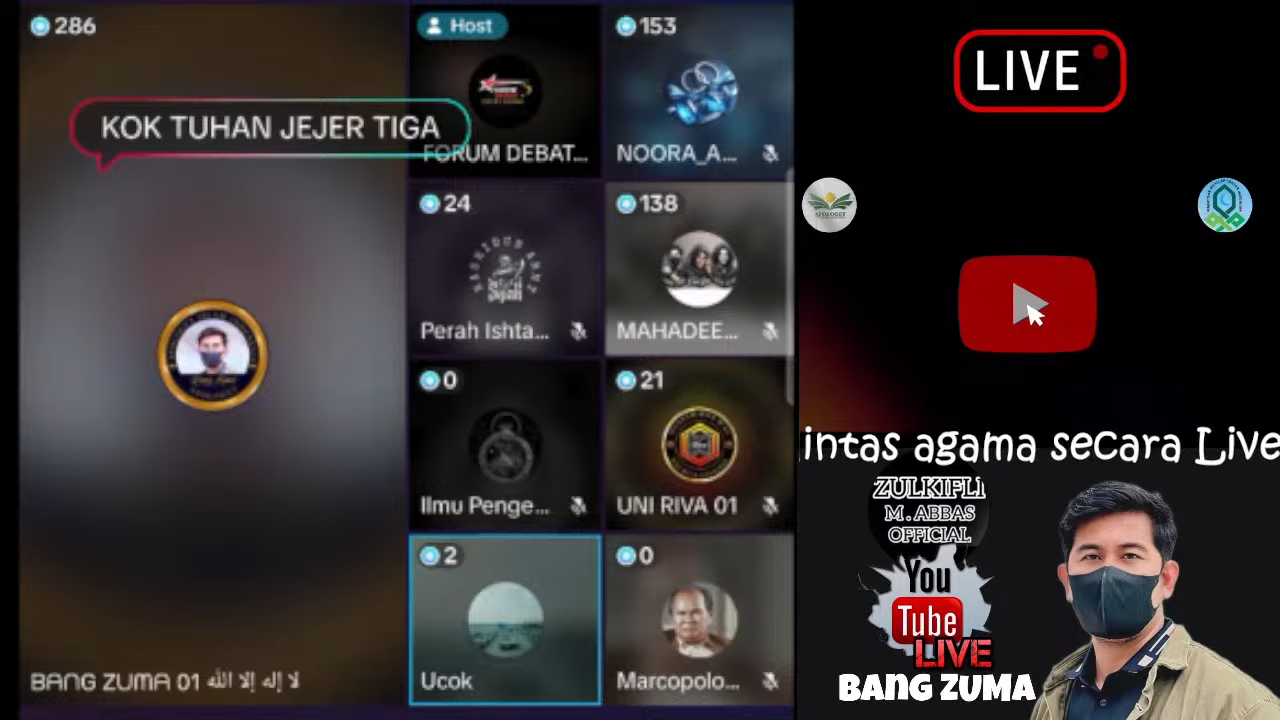 286
KOK TUHAN JEJER TIGA
BANG ZUMA 01 لا إله إلا الله
Host
FORUM DEBAT...
153
NOORA_A...
24
Perah Ishta...
138
MAHADEE...
0
Ilmu Penge...
21
UNI RIVA 01
2
Ucok
0
Marcopolo...
LIVE
intas agama secara Live
ZULKIFLI
M.ABBAS
OFFICIAL
You
Tube
LIVE
BANG ZUMA